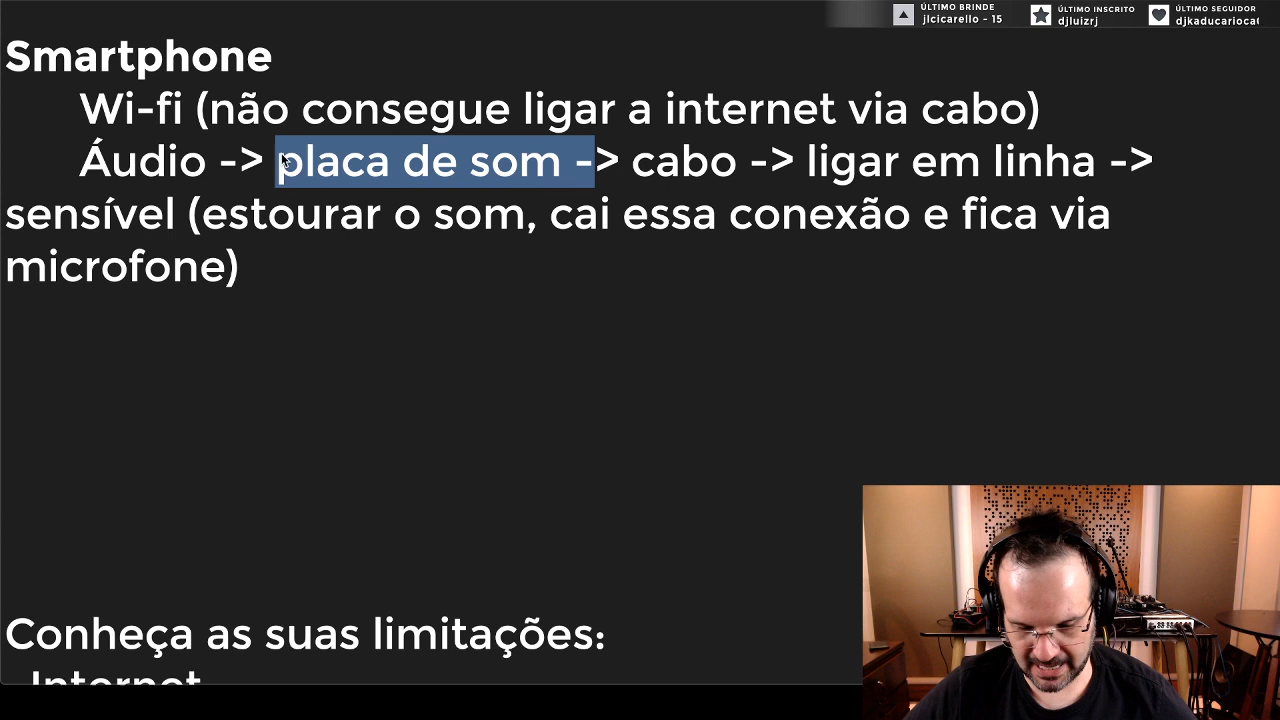 ÚLTIMO BRINDE
jlcicarello - 15
ÚLTIMO INSCRITO
djluizrj
ÚLTIMO SEGUIDOR
djkaducariocat
Smartphone
Wi-fi (não consegue ligar a internet via cabo)
Áudio -> placa de som -> cabo -> ligar em linha ->
sensível (estourar o som, cai essa conexão e fica via
microfone)
Conheça as suas limitações:
Internet